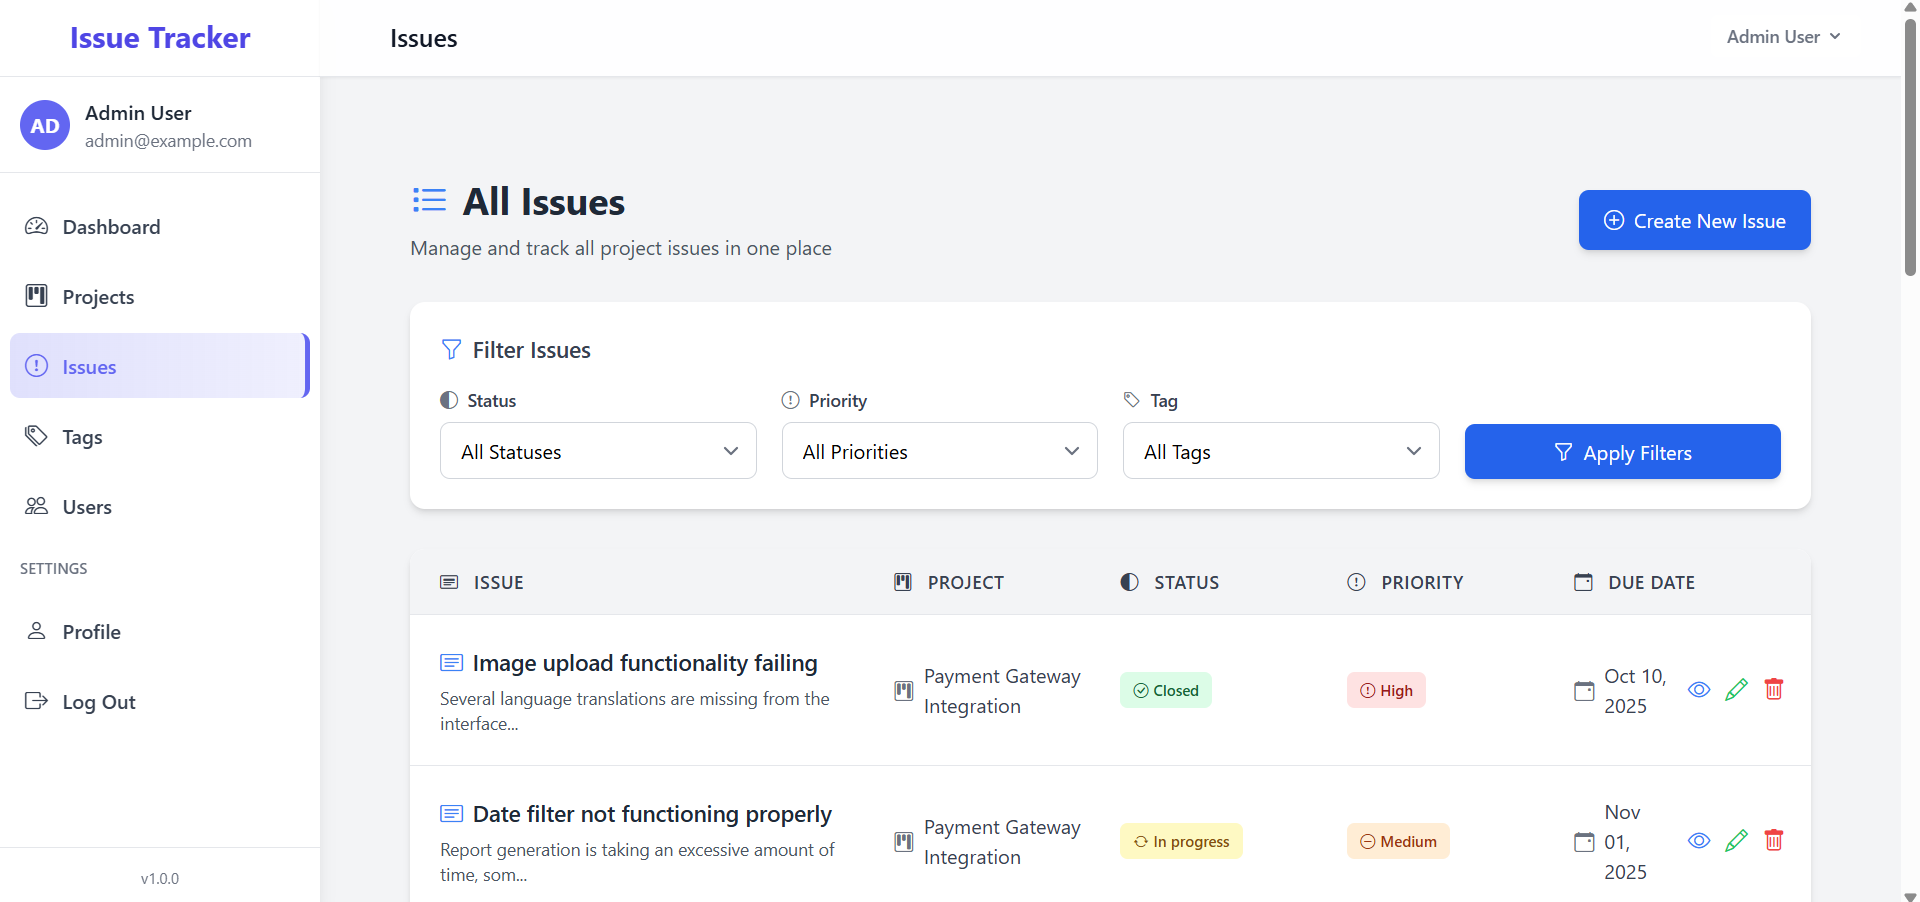 Issue Tracker
Issues
Admin User
AD
Admin User
admin@example.com
Dashboard
Projects
Issues
Tags
Users
SETTINGS
Profile
Log Out
v1.0.0
All Issues
Manage and track all project issues in one place
Create New Issue
Filter Issues
Status
Priority
Tag
All Statuses
All Priorities
All Tags
Apply Filters
ISSUE
PROJECT
STATUS
PRIORITY
DUE DATE
Image upload functionality failing
Several language translations are missing from the
interface...
Payment Gateway
Integration
Closed
High
Oct 10,
2025
Date filter not functioning properly
Report generation is taking an excessive amount of
time, som...
Payment Gateway
Integration
In progress
Medium
Nov
01,
2025